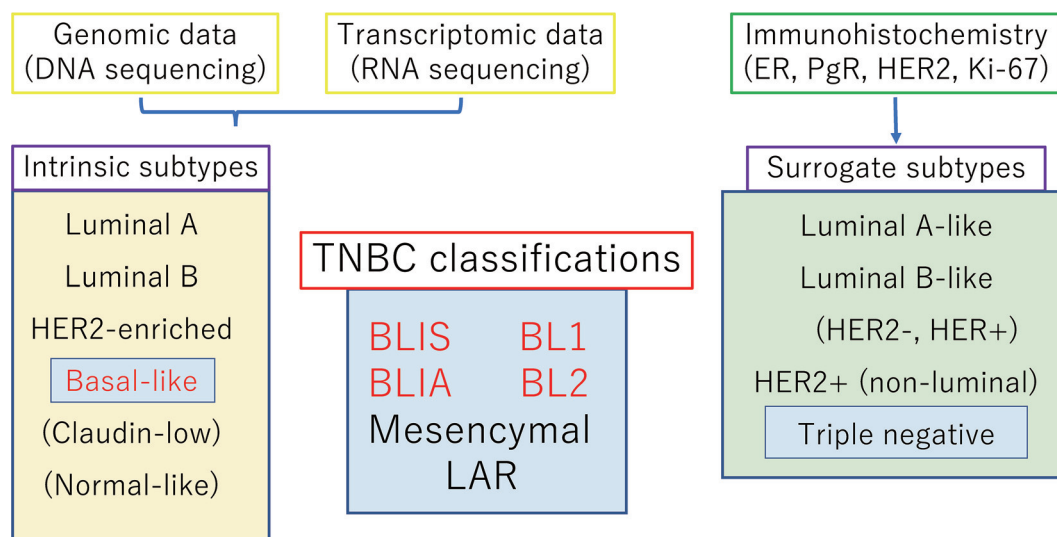 Genomic data
(DNA sequencing)
Transcriptomic data
(RNA sequencing)
Immunohistochemistry
(ER, PgR, HER2, Ki-67)
Intrinsic subtypes
Luminal A
Luminal B
HER2-enriched
Basal-like
(Claudin-low)
(Normal-like)
TNBC classifications
BLIS BL1
BLIA BL2
Mesencymal
LAR
Surrogate subtypes
Luminal A-like
Luminal B-like
(HER2-, HER+)
HER2+ (non-luminal)
Triple negative